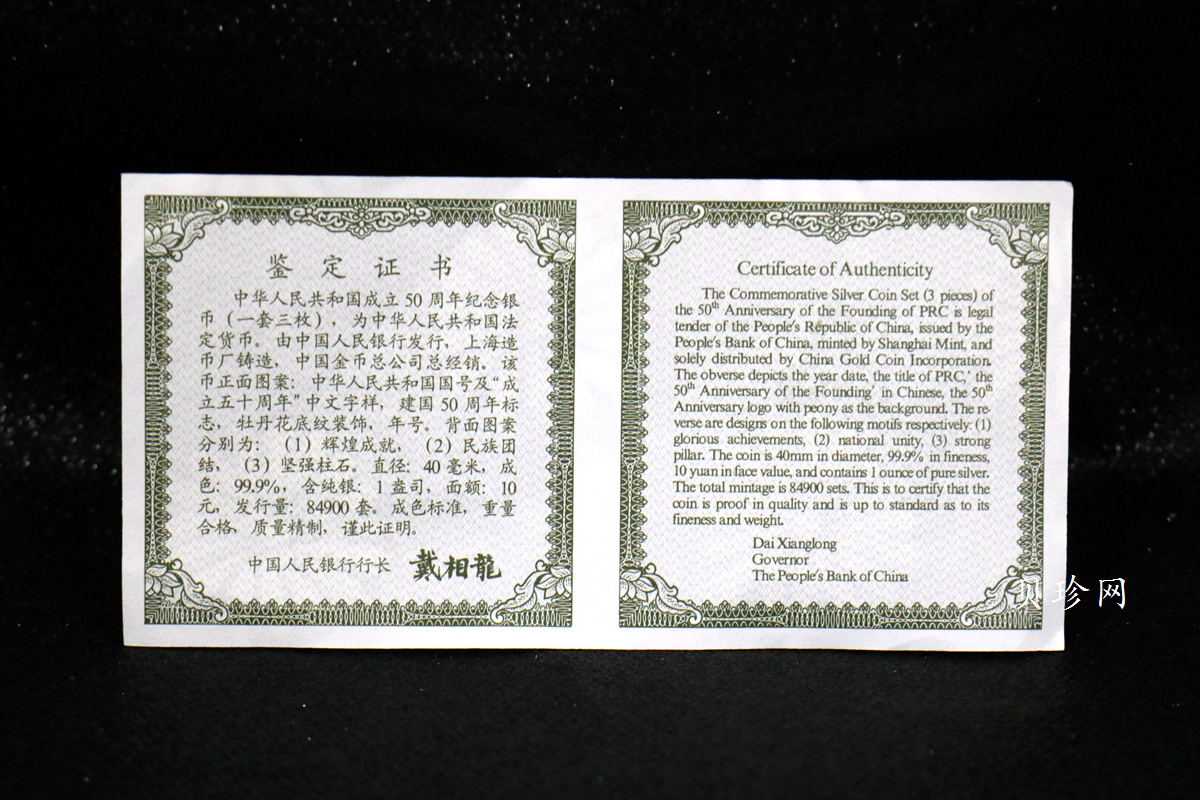 鉴 定 证 书
中华人民共和国成立 50 周年纪念银
币（一套三枚），为中华人民共和国法
定货币。由中国人民银行发行，上海造
币厂铸造，中国金币总公司总经销。该
币正面图案：中华人民共和国国号及“成
立五十周年”中文字样，建国 50 周年标
志，牡丹花底纹装饰，年号。背面图案
分别为：（1）辉煌成就，（2）民族团
结，（3）坚强柱石。直径：40 毫米，成
色：99.9%，含纯银：1 盎司，面额：10
元，发行量：84900 套。成色标准，重量
合格，质量精制，谨此证明。
中国人民银行行长 戴相龍
Certificate of Authenticity
The Commemorative Silver Coin Set (3 pieces) of
the 50th Anniversary of the Founding of PRC is legal
tender of the People's Republic of China, issued by the
People's Bank of China, minted by Shanghai Mint, and
solely distributed by China Gold Coin Incorporation.
The obverse depicts the year date, the title of PRC,' the
50th Anniversary of the Founding' in Chinese, the 50th
Anniversary logo with peony as the background. The re-
verse are designs on the following motifs respectively: (1)
glorious achievements, (2) national unity, (3) strong
pillar. The coin is 40mm in diameter, 99.9% in fineness,
10 yuan in face value, and contains 1 ounce of pure silver.
The total mintage is 84900 sets. This is to certify that the
coin is proof in quality and is up to standard as to its
fineness and weight.
Dai Xianglong
Governor
The People's Bank of China
贝珍网